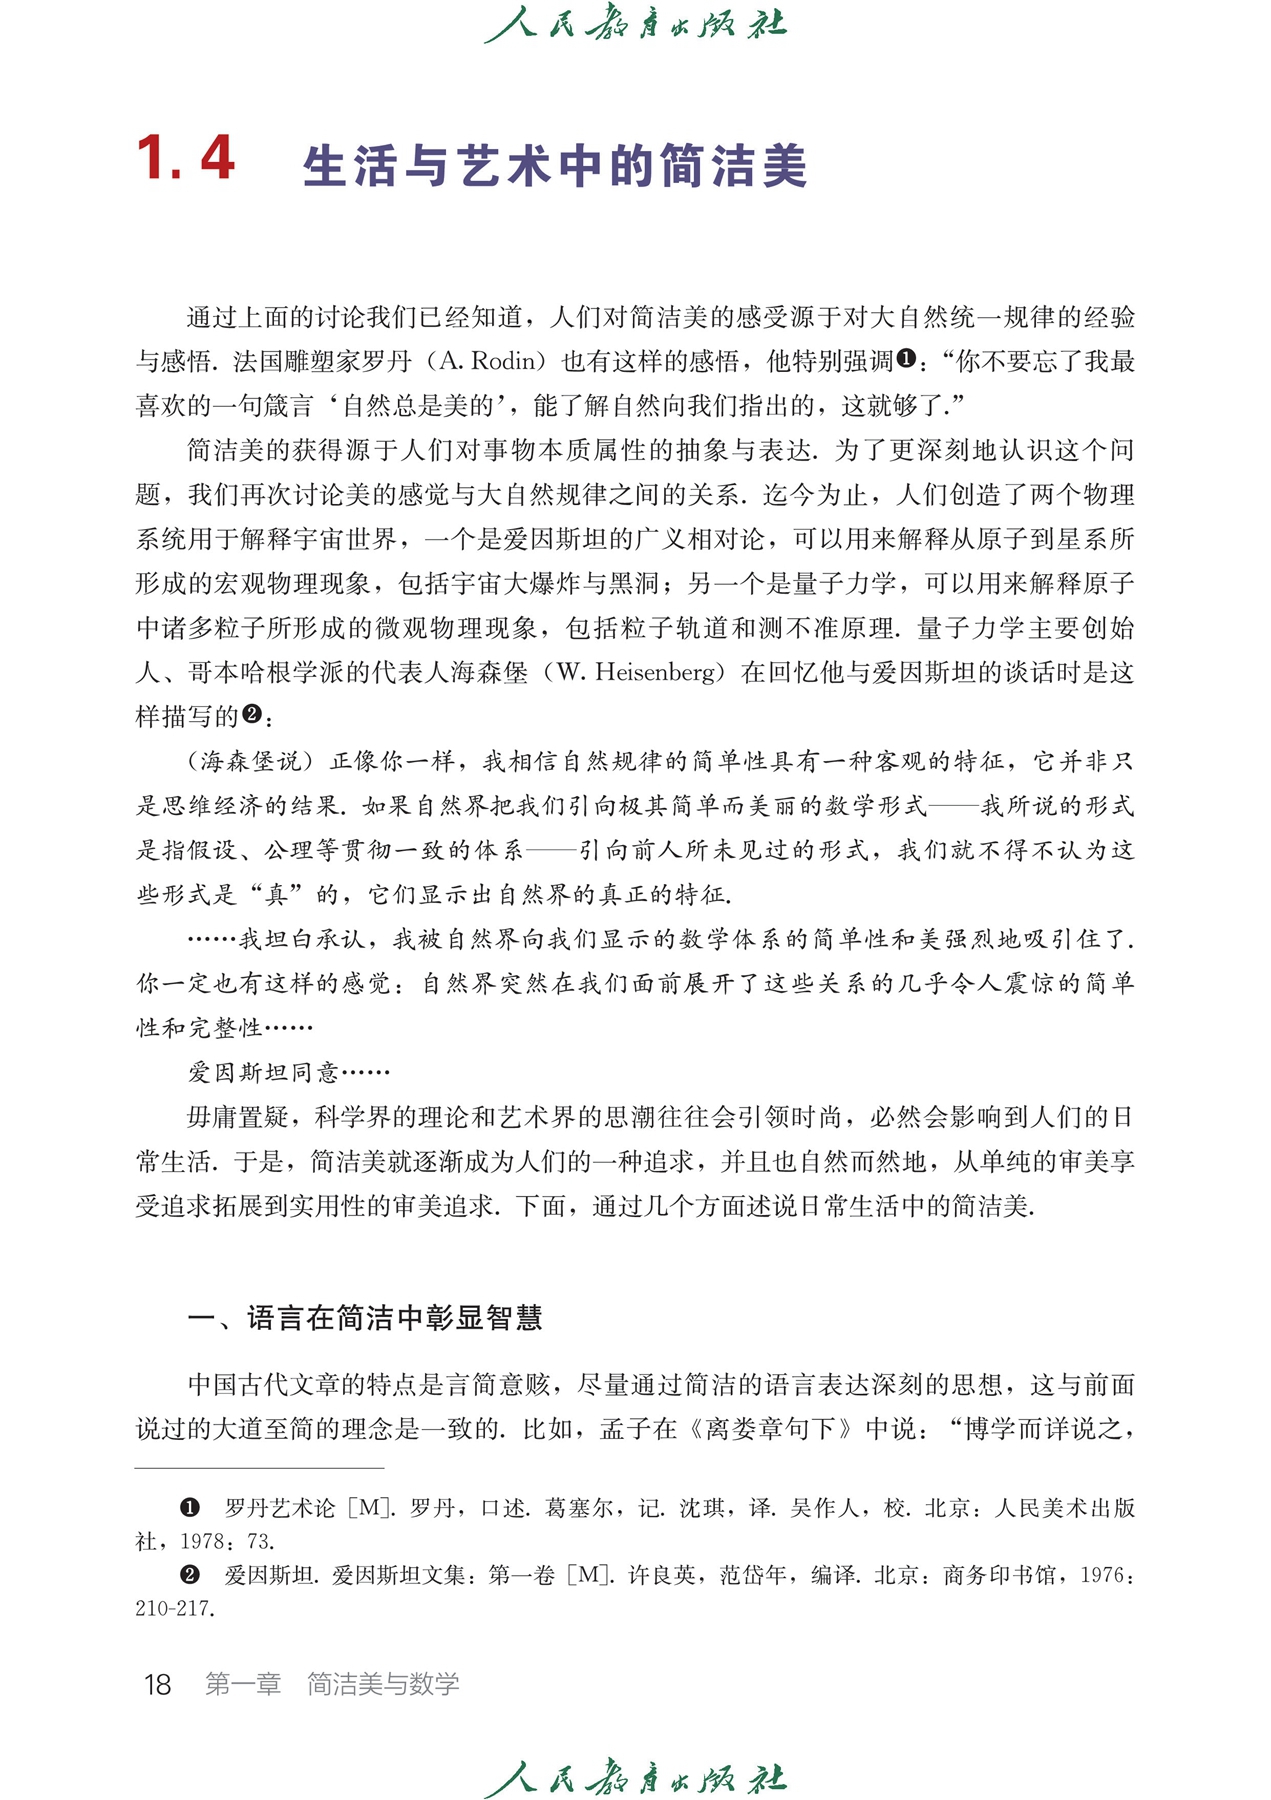 人民教育出版社
1.4 生活与艺术中的简洁美
通过上面的讨论我们已经知道，人们对简洁美的感受源于对大自然统一规律的经验
与感悟. 法国雕塑家罗丹（A. Rodin）也有这样的感悟，他特别强调❶：“你不要忘了我最
喜欢的一句箴言‘自然总是美的’，能了解自然向我们指出的，这就够了.”
简洁美的获得源于人们对事物本质属性的抽象与表达. 为了更深刻地认识这个问
题，我们再次讨论美的感觉与大自然规律之间的关系. 迄今为止，人们创造了两个物理
系统用于解释宇宙世界，一个是爱因斯坦的广义相对论，可以用来解释从原子到星系所
形成的宏观物理现象，包括宇宙大爆炸与黑洞；另一个是量子力学，可以用来解释原子
中诸多粒子所形成的微观物理现象，包括粒子轨道和测不准原理. 量子力学主要创始
人、哥本哈根学派的代表人海森堡（W. Heisenberg）在回忆他与爱因斯坦的谈话时是这
样描写的❷：
（海森堡说）正像你一样，我相信自然规律的简单性具有一种客观的特征，它并非只
是思维经济的结果. 如果自然界把我们引向极其简单而美丽的数学形式——我所说的形式
是指假设、公理等贯彻一致的体系——引向前人所未见过的形式，我们就不得不认为这
些形式是“真”的，它们显示出自然界的真正的特征.
……我坦白承认，我被自然界向我们显示的数学体系的简单性和美强烈地吸引住了.
你一定也有这样的感觉：自然界突然在我们面前展开了这些关系的几乎令人震惊的简单
性和完整性……
爱因斯坦同意……
毋庸置疑，科学界的理论和艺术界的思潮往往会引领时尚，必然会影响到人们的日
常生活. 于是，简洁美就逐渐成为人们的一种追求，并且也自然而然地，从单纯的审美享
受追求拓展到实用性的审美追求. 下面，通过几个方面述说日常生活中的简洁美.
一、语言在简洁中彰显智慧
中国古代文章的特点是言简意赅，尽量通过简洁的语言表达深刻的思想，这与前面
说过的大道至简的理念是一致的. 比如，孟子在《离娄章句下》中说：“博学而详说之，
❶ 罗丹艺术论［M］. 罗丹，口述. 葛塞尔，记. 沈琪，译. 吴作人，校. 北京：人民美术出版
社，1978：73.
❷ 爱因斯坦. 爱因斯坦文集：第一卷［M］. 许良英，范岱年，编译. 北京：商务印书馆，1976：
210-217.
18 第一章 简洁美与数学
人民教育出版社